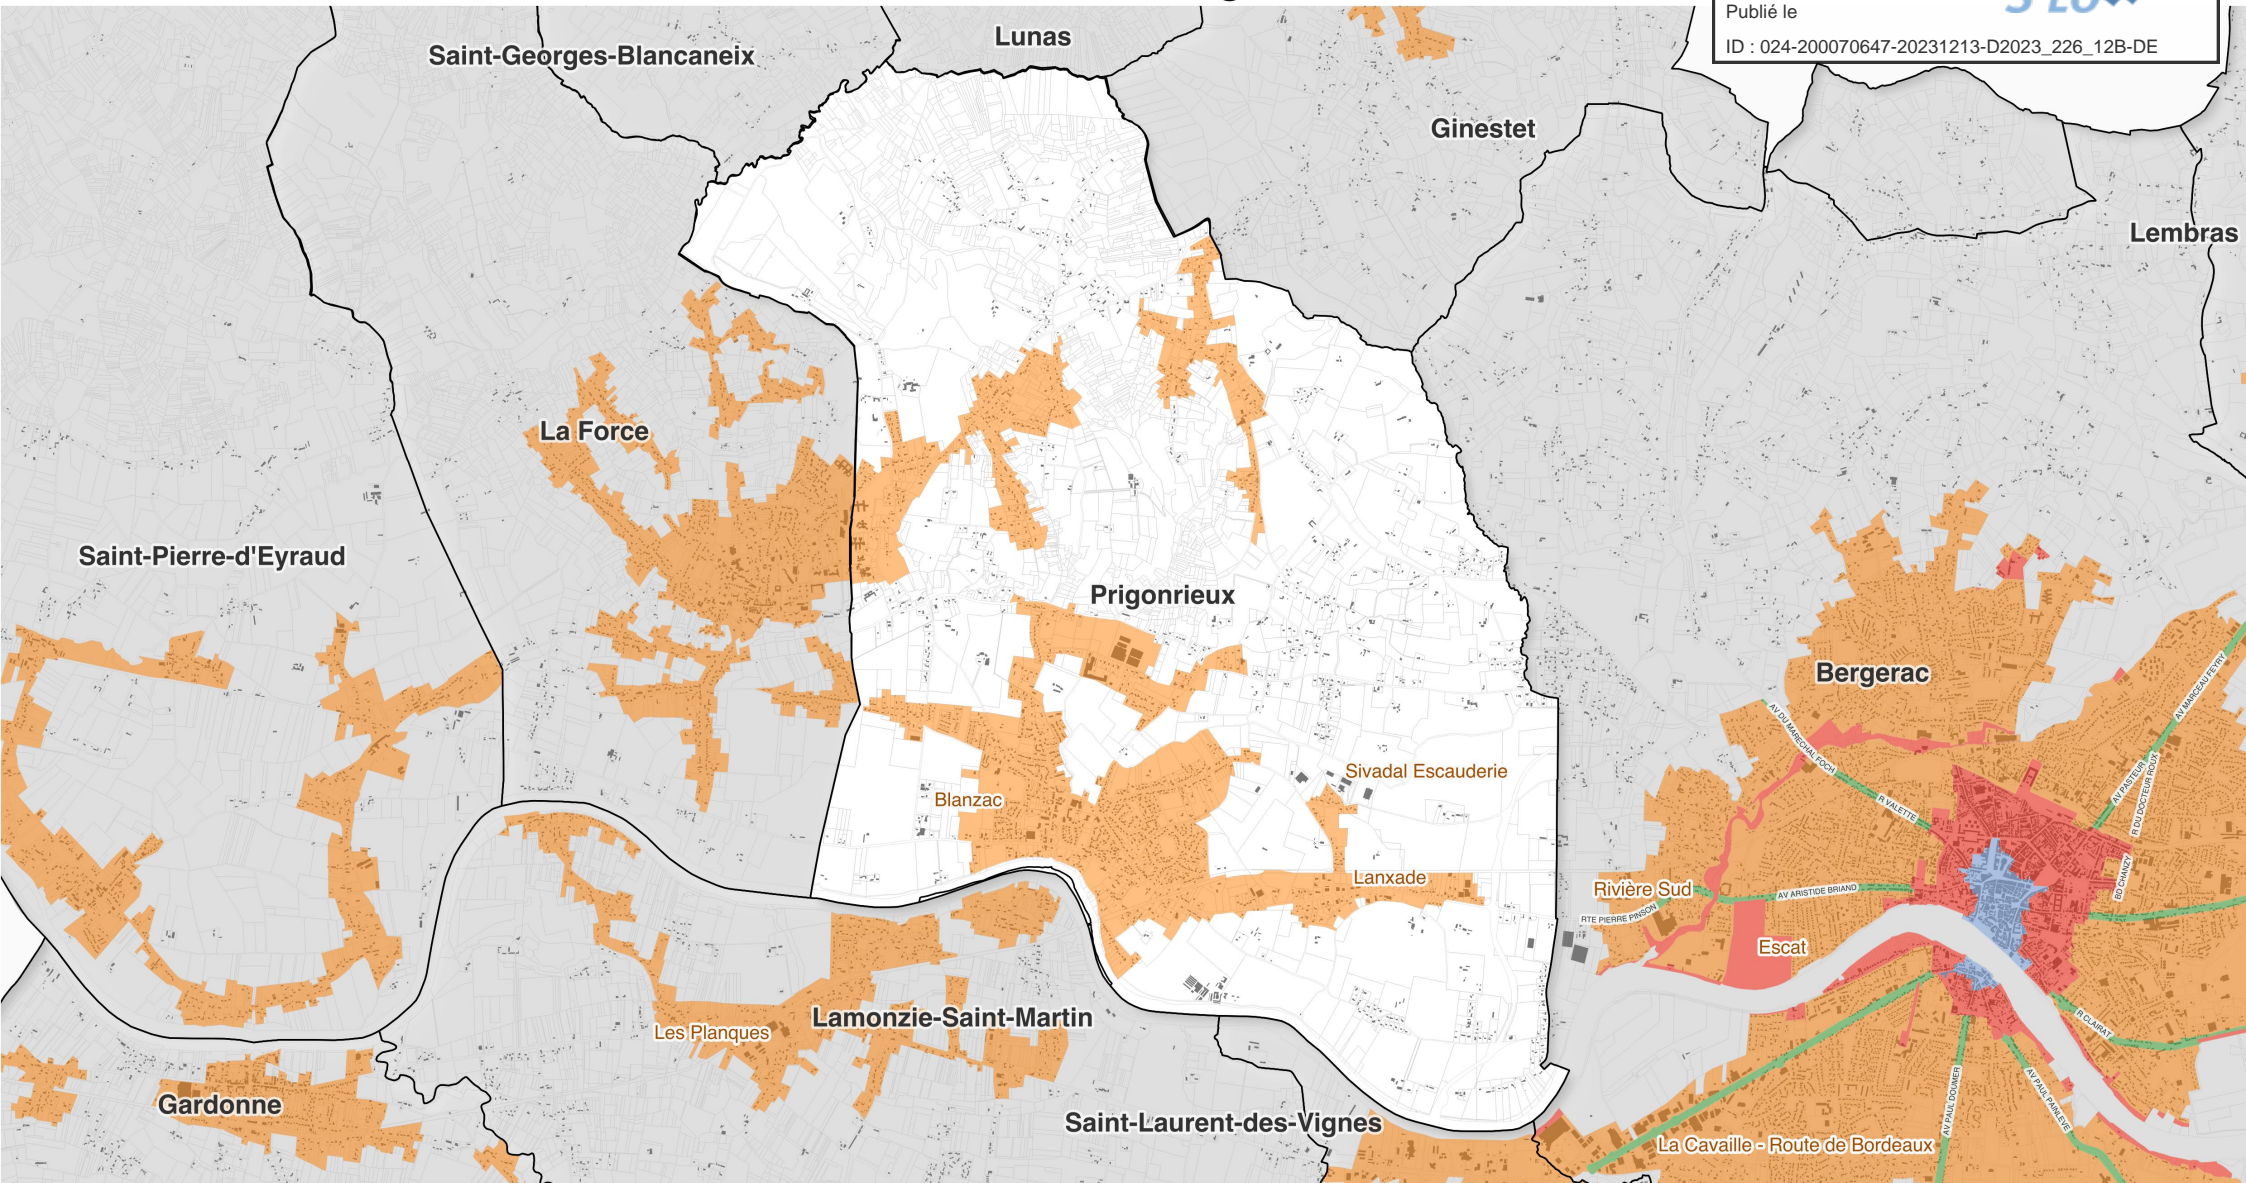 Publié le
ID : 024-200070647-20231213-D2023_226_12B-DE
Lunas
Saint-Georges-Blancaneix
Ginestet
Lembras
La Force
Saint-Pierre-d'Eyraud
Prigonrieux
Bergerac
AV MARCEAU FEYRY
AV DU MARECHAL FOCH
Sivadal Escauderie
AV PASTEUR
R DU DOCTEUR ROUX
Blanzac
R VALETTE
Lanxade
Rivière Sud
AV ARISTIDE BRIAND
BD CHANZY
RTE PIERRE PINSON
Escat
Lamonzie-Saint-Martin
Les Planques
R CLAIRAT
Gardonne
Saint-Laurent-des-Vignes
AV PAUL DOUMER
AV PAUL PAINLEVE
La Cavaille - Route de Bordeaux